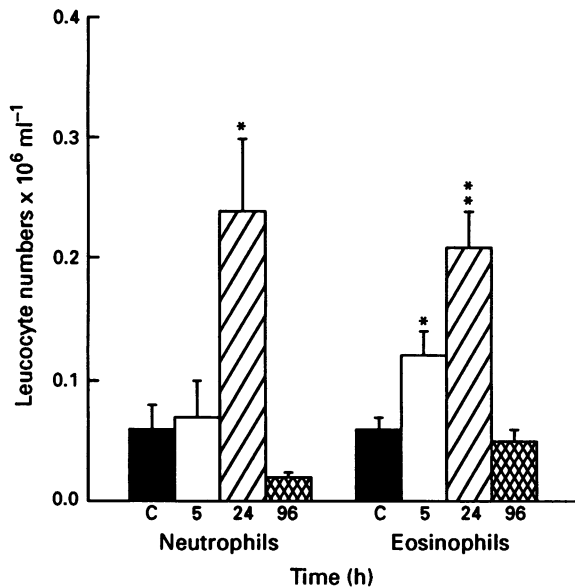 Leucocyte numbers x 10⁶ ml⁻¹
0.4
0.3
0.2
0.1
0.0
*
*
*
*
C 5 24 96 C 5 24 96
Neutrophils Eosinophils
Time (h)